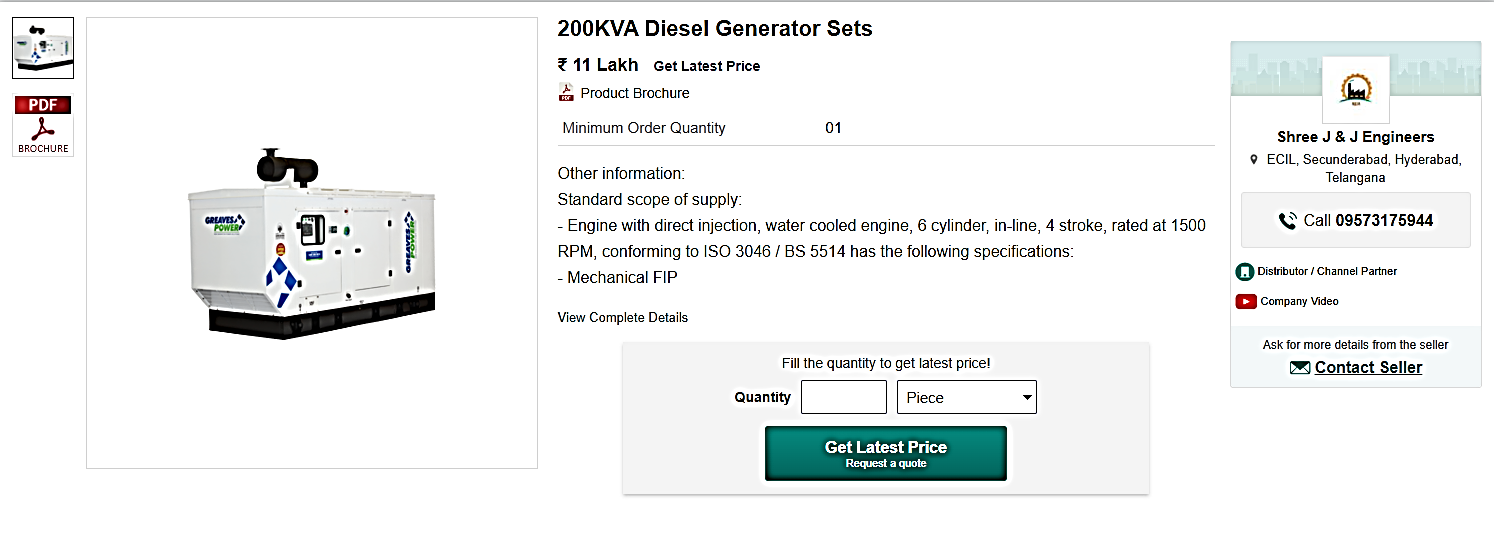 200KVA Diesel Generator Sets
₹ 11 Lakh Get Latest Price
Product Brochure
Minimum Order Quantity 01
Other information:
Standard scope of supply:
- Engine with direct injection, water cooled engine, 6 cylinder, in-line, 4 stroke, rated at 1500
RPM, conforming to ISO 3046 / BS 5514 has the following specifications:
- Mechanical FIP
View Complete Details
Fill the quantity to get latest price!
Quantity Piece
Get Latest Price
Request a quote
PDF
BROCHURE
GREAVES
POWER
GREAVES
POWER
Shree J & J Engineers
ECIL, Secunderabad, Hyderabad,
Telangana
Call 09573175944
Distributor / Channel Partner
Company Video
Ask for more details from the seller
Contact Seller